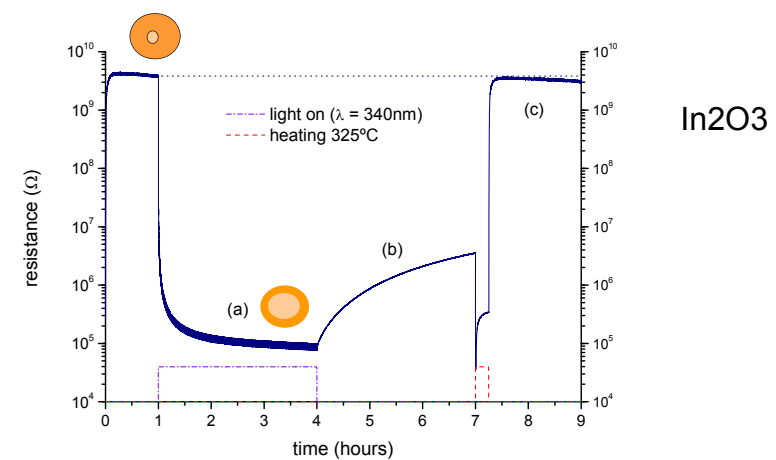 10^10
10^9
10^8
10^7
10^6
10^5
10^4
resistance (Ω)
light on (λ = 340nm)
heating 325ºC
(a)
(b)
(c)
10^10
10^9
10^8
10^7
10^6
10^5
10^4
0 1 2 3 4 5 6 7 8 9
time (hours)
In2O3